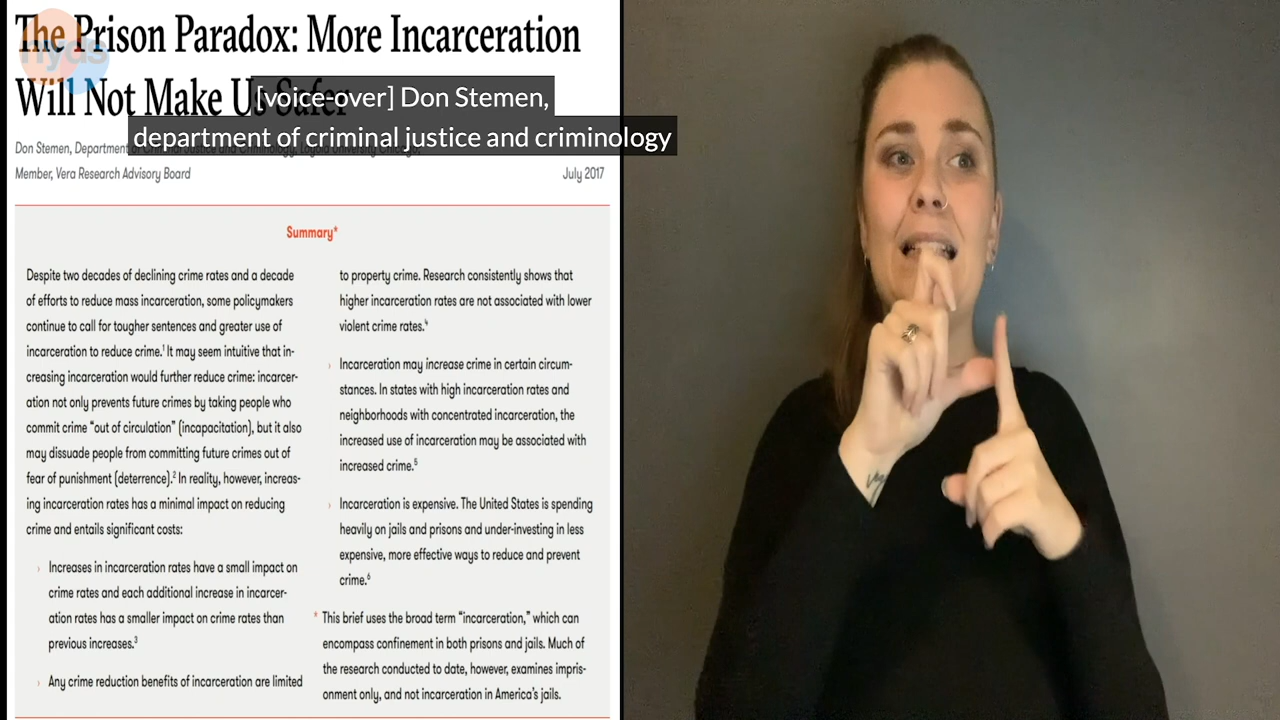 The Prison Paradox: More Incarceration
Will Not Make Us Safer
nyds
[voice-over] Don Stemen,
department of criminal justice and criminology
Don Stemen, Department of Criminal Justice and Criminology, Loyola University Chicago;
Member, Vera Research Advisory Board
July 2017
Summary*
Despite two decades of declining crime rates and a decade
of efforts to reduce mass incarceration, some policymakers
continue to call for tougher sentences and greater use of
incarceration to reduce crime.¹ It may seem intuitive that in-
creasing incarceration would further reduce crime: incarcer-
ation not only prevents future crimes by taking people who
commit crime “out of circulation” (incapacitation), but it also
may dissuade people from committing future crimes out of
fear of punishment (deterrence).² In reality, however, increas-
ing incarceration rates has a minimal impact on reducing
crime and entails significant costs:
› Increases in incarceration rates have a small impact on
crime rates and each additional increase in incarcer-
ation rates has a smaller impact on crime rates than
previous increases.³
› Any crime reduction benefits of incarceration are limited
to property crime. Research consistently shows that
higher incarceration rates are not associated with lower
violent crime rates.⁴
› Incarceration may increase crime in certain circum-
stances. In states with high incarceration rates and
neighborhoods with concentrated incarceration, the
increased use of incarceration may be associated with
increased crime.⁵
› Incarceration is expensive. The United States is spending
heavily on jails and prisons and under-investing in less
expensive, more effective ways to reduce and prevent
crime.⁶
* This brief uses the broad term “incarceration,” which can
encompass confinement in both prisons and jails. Much of
the research conducted to date, however, examines impris-
onment only, and not incarceration in America’s jails.